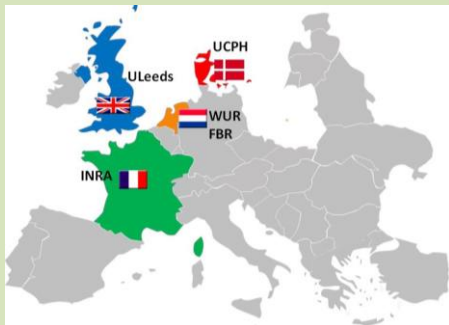 UCPH
ULeeds
WUR
FBR
INRA